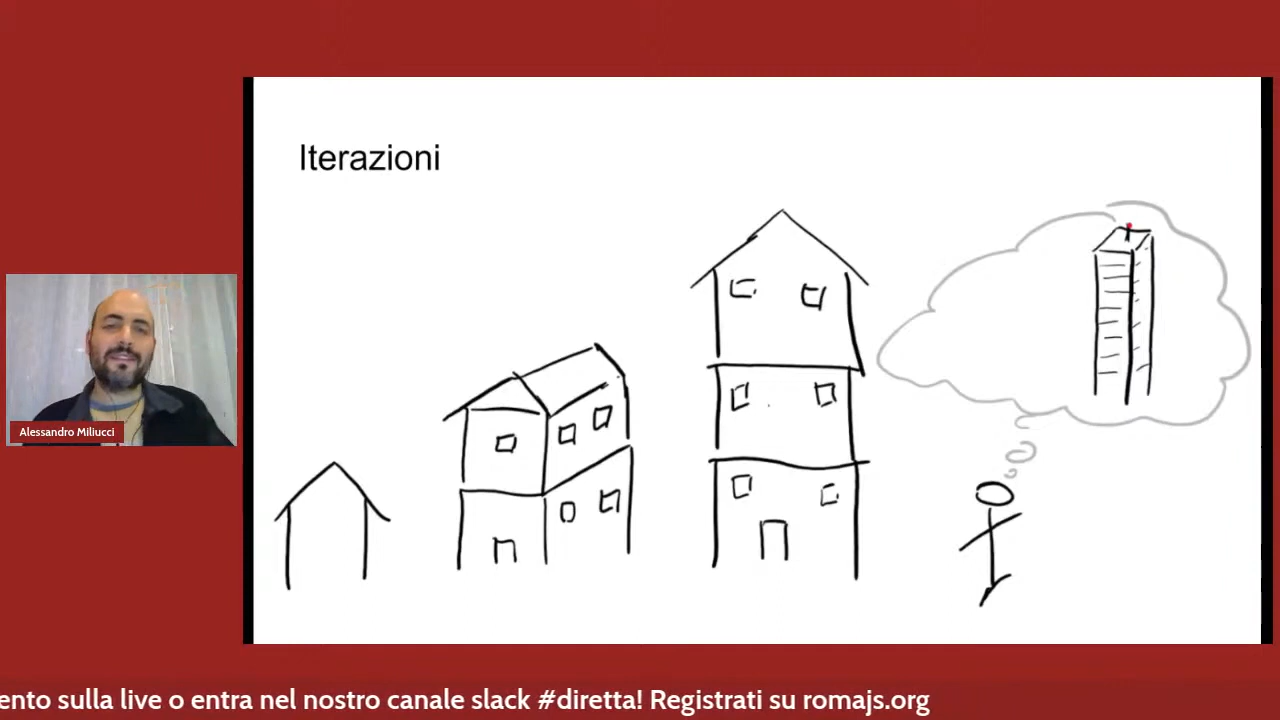 Iterazioni
Alessandro Miliucci
ento sulla live o entra nel nostro canale slack #diretta! Registrati su romajs.org